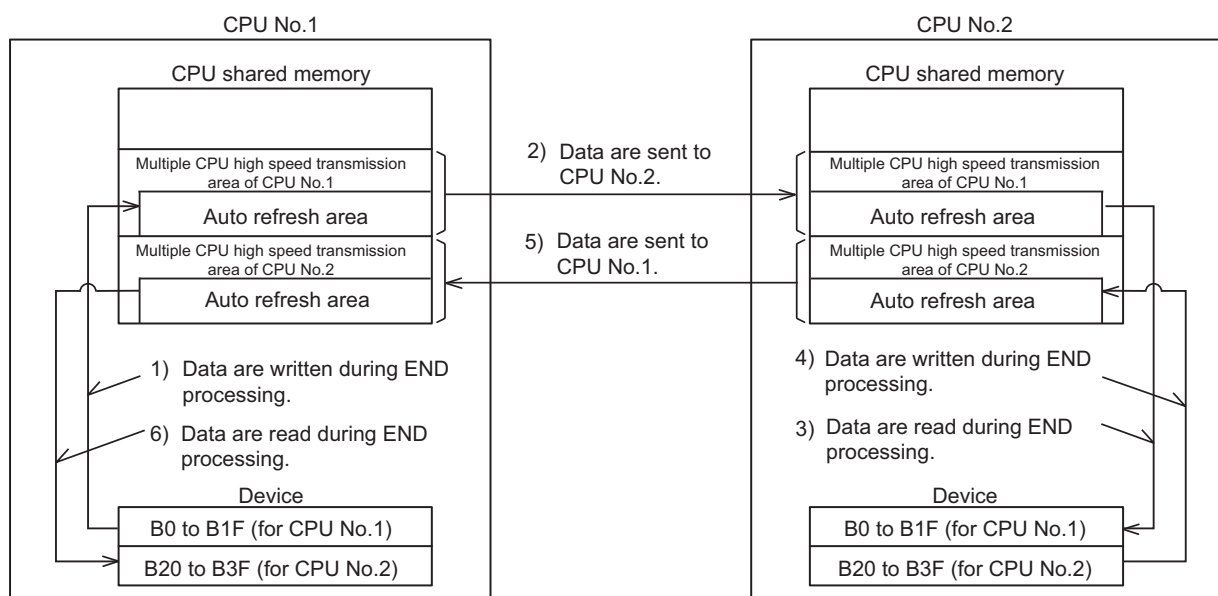 CPU No.1
CPU shared memory
Multiple CPU high speed transmission
area of CPU No.1
Auto refresh area
Multiple CPU high speed transmission
area of CPU No.2
Auto refresh area
1) Data are written during END
processing.
6) Data are read during END
processing.
Device
B0 to B1F (for CPU No.1)
B20 to B3F (for CPU No.2)
2) Data are sent to
CPU No.2.
5) Data are sent to
CPU No.1.
CPU No.2
CPU shared memory
Multiple CPU high speed transmission
area of CPU No.1
Auto refresh area
Multiple CPU high speed transmission
area of CPU No.2
Auto refresh area
4) Data are written during END
processing.
3) Data are read during END
processing.
Device
B0 to B1F (for CPU No.1)
B20 to B3F (for CPU No.2)